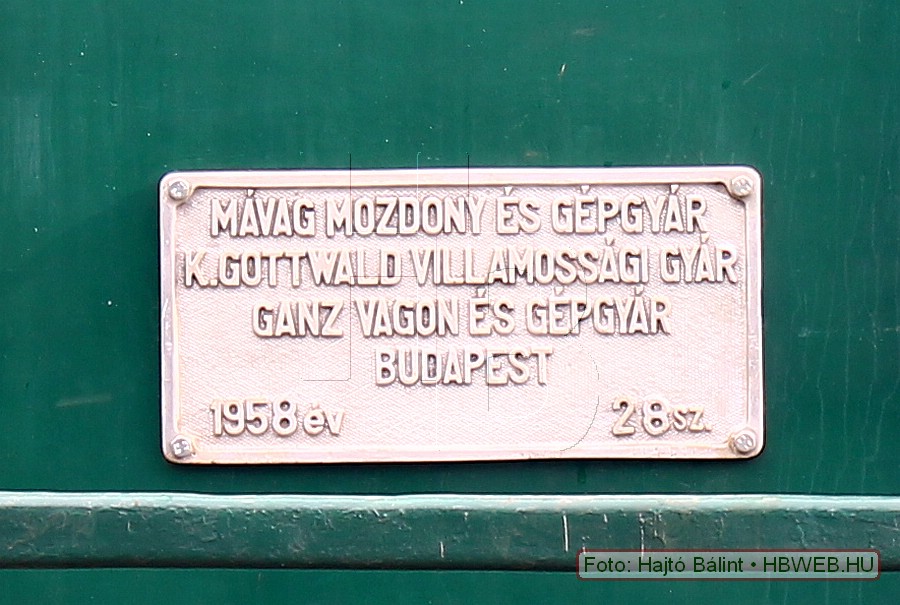 MÁVAG MOZDONY ÉS GÉPGYÁR
K.GOTTWALD VILLAMOSSÁGI GYÁR
GANZ VAGON ÉS GÉPGYÁR
BUDAPEST
1958 év 28 sz.
Foto: Hajtó Bálint • HBWEB.HU